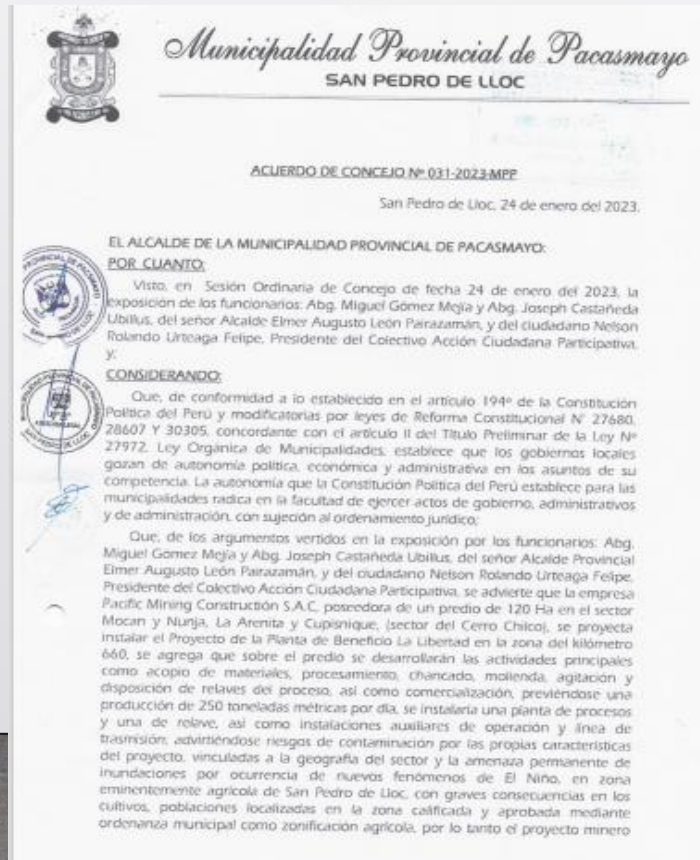 Municipalidad Provincial de Pacasmayo
SAN PEDRO DE LLOC
ACUERDO DE CONCEJO Nº 031-2023-MPP
San Pedro de Lloc, 24 de enero del 2023.
EL ALCALDE DE LA MUNICIPALIDAD PROVINCIAL DE PACASMAYO:
POR CUANTO:
Visto, en Sesión Ordinaria de Concejo de fecha 24 de enero del 2023, la
exposición de los funcionarios: Abg. Miguel Gómez Mejía y Abg. Joseph Castañeda
Ubillus, del señor Alcalde Elmer Augusto León Pairazamán, y del ciudadano Nelson
Rolando Urteaga Felipe, Presidente del Colectivo Acción Ciudadana Participativa,
y;
CONSIDERANDO:
Que, de conformidad a lo establecido en el artículo 194º de la Constitución
Política del Perú y modificatorias por leyes de Reforma Constitucional N° 27680,
28607 Y 30305, concordante con el artículo II del Título Preliminar de la Ley Nº
27972, Ley Orgánica de Municipalidades, establece que los gobiernos locales
gozan de autonomía política, económica y administrativa en los asuntos de su
competencia. La autonomía que la Constitución Política del Perú establece para las
municipalidades radica en la facultad de ejercer actos de gobierno, administrativos
y de administración, con sujeción al ordenamiento jurídico;
Que, de los argumentos vertidos en la exposición por los funcionarios: Abg.
Miguel Gómez Mejía y Abg. Joseph Castañeda Ubillus, del señor Alcalde Provincial
Elmer Augusto León Pairazamán, y del ciudadano Nelson Rolando Urteaga Felipe,
Presidente del Colectivo Acción Ciudadana Participativa, se advierte que la empresa
Pacific Mining Construction S.A.C, poseedora de un predio de 120 Ha en el sector
Mocan y Nunja, La Arenita y Cupisnique, (sector del Cerro Chilco), se proyecta
instalar el Proyecto de la Planta de Beneficio La Libertad en la zona del kilómetro
660, se agrega que sobre el predio se desarrollarán las actividades principales
como acopio de materiales, procesamiento, chancado, molienda, agitación y
disposición de relaves del proceso, así como comercialización, previéndose una
producción de 250 toneladas métricas por día, se instalaría una planta de procesos
y una de relave, así como instalaciones auxiliares de operación y línea de
trasmisión, advirtiéndose riesgos de contaminación por las propias características
del proyecto, vinculadas a la geografía del sector y la amenaza permanente de
inundaciones por ocurrencia de nuevos fenómenos de El Niño, en zona
eminentemente agrícola de San Pedro de Lloc, con graves consecuencias en los
cultivos, poblaciones localizadas en la zona calificada y aprobada mediante
ordenanza municipal como zonificación agrícola, por lo tanto el proyecto minero